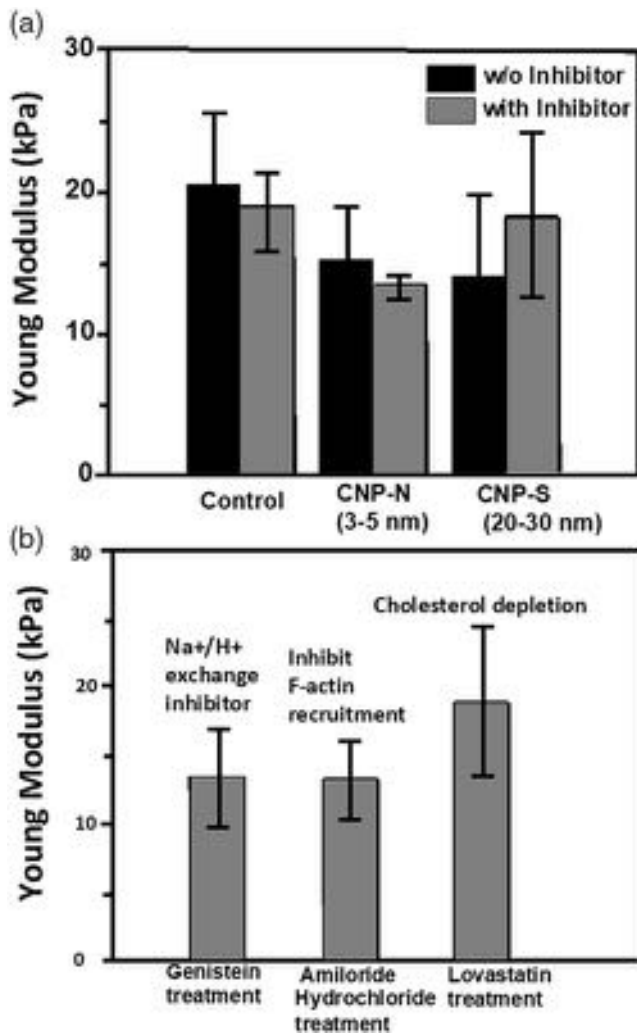 (a)
30
20
10
0
Young Modulus (kPa)
w/o Inhibitor
with Inhibitor
Control
CNP-N
(3-5 nm)
CNP-S
(20-30 nm)
(b)
30
20
10
0
Young Modulus (kPa)
Na+/H+
exchange
inhibitor
Inhibit
F-actin
recruitment
Cholesterol depletion
Genistein
treatment
Amiloride
Hydrochloride
treatment
Lovastatin
treatment